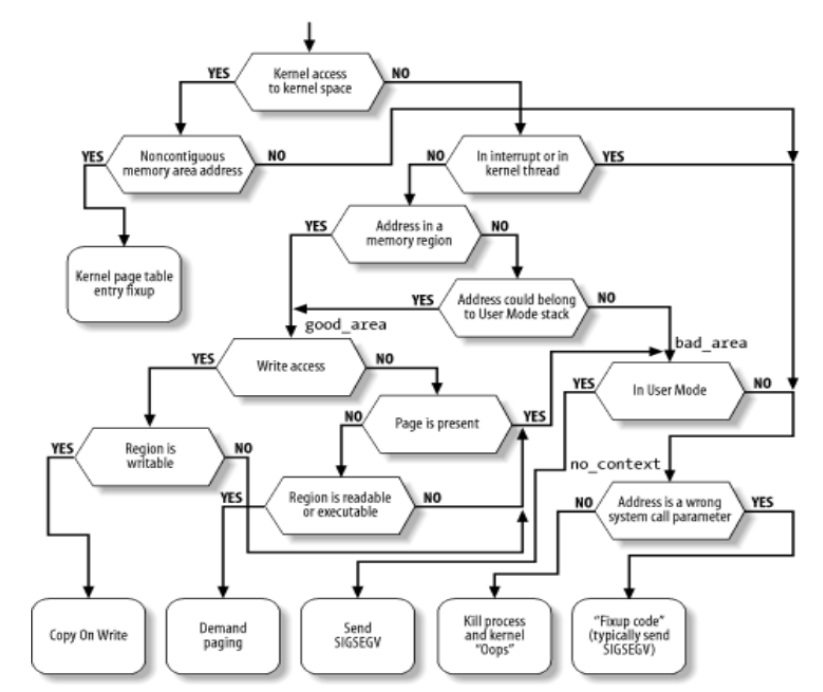 YES
Kernel access
to kernel space
NO
YES
Noncontiguous
memory area address
NO
NO
In interrupt or in
kernel thread
YES
YES
Address in a
memory region
NO
Kernel page table
entry fixup
YES
Address could belong
to User Mode stack
NO
good_area
bad_area
YES
Write access
NO
YES
In User Mode
NO
NO
Page is present
YES
YES
Region is
writable
NO
no_context
YES
Region is readable
or executable
NO
NO
Address is a wrong
system call parameter
YES
Copy On Write
Demand
paging
Send
SIGSEGV
Kill process
and kernel
"Oops"
"Fixup code"
(typically send
SIGSEGV)